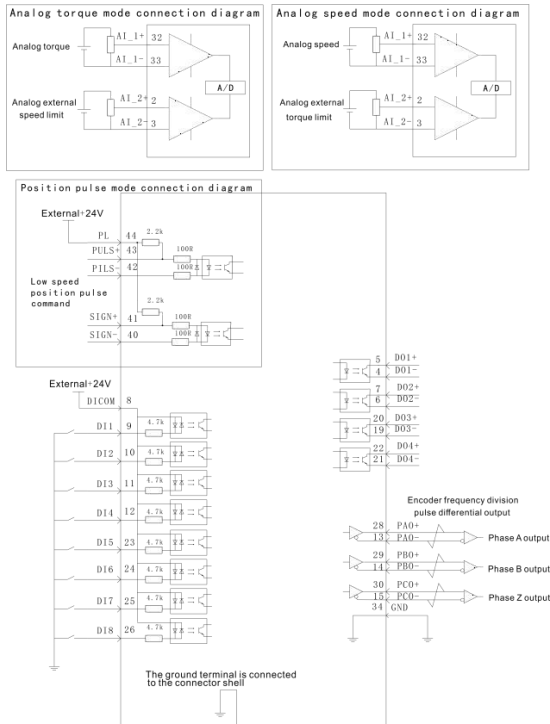 Analog torque mode connection diagram
Analog torque
AI_1+ 32
AI_1- 33
A/D
Analog external
speed limit
AI_2+ 2
AI_2- 3
Analog speed mode connection diagram
Analog speed
AI_1+ 32
AI_1- 33
A/D
Analog external
torque limit
AI_2+ 2
AI_2- 3
Position pulse mode connection diagram
External+24V
PL 44
2.2k
PULS+ 43
100R
PILS- 42
100R
Low speed
position pulse
command
2.2k
SIGN+ 41
100R
SIGN- 40
100R
External+24V
DICOM 8
DI1 9 4.7k
DI2 10 4.7k
DI3 11 4.7k
DI4 12 4.7k
DI5 23 4.7k
DI6 24 4.7k
DI7 25 4.7k
DI8 26 4.7k
5 DO1+
4 DO1-
7 DO2+
6 DO2-
20 DO3+
19 DO3-
22 DO4+
21 DO4-
Encoder frequency division
pulse differential output
28 PAO+
13 PAO-
Phase A output
29 PBO+
14 PBO-
Phase B output
30 PCO+
15 PCO-
Phase Z output
34 GND
The ground terminal is connected
to the connector shell